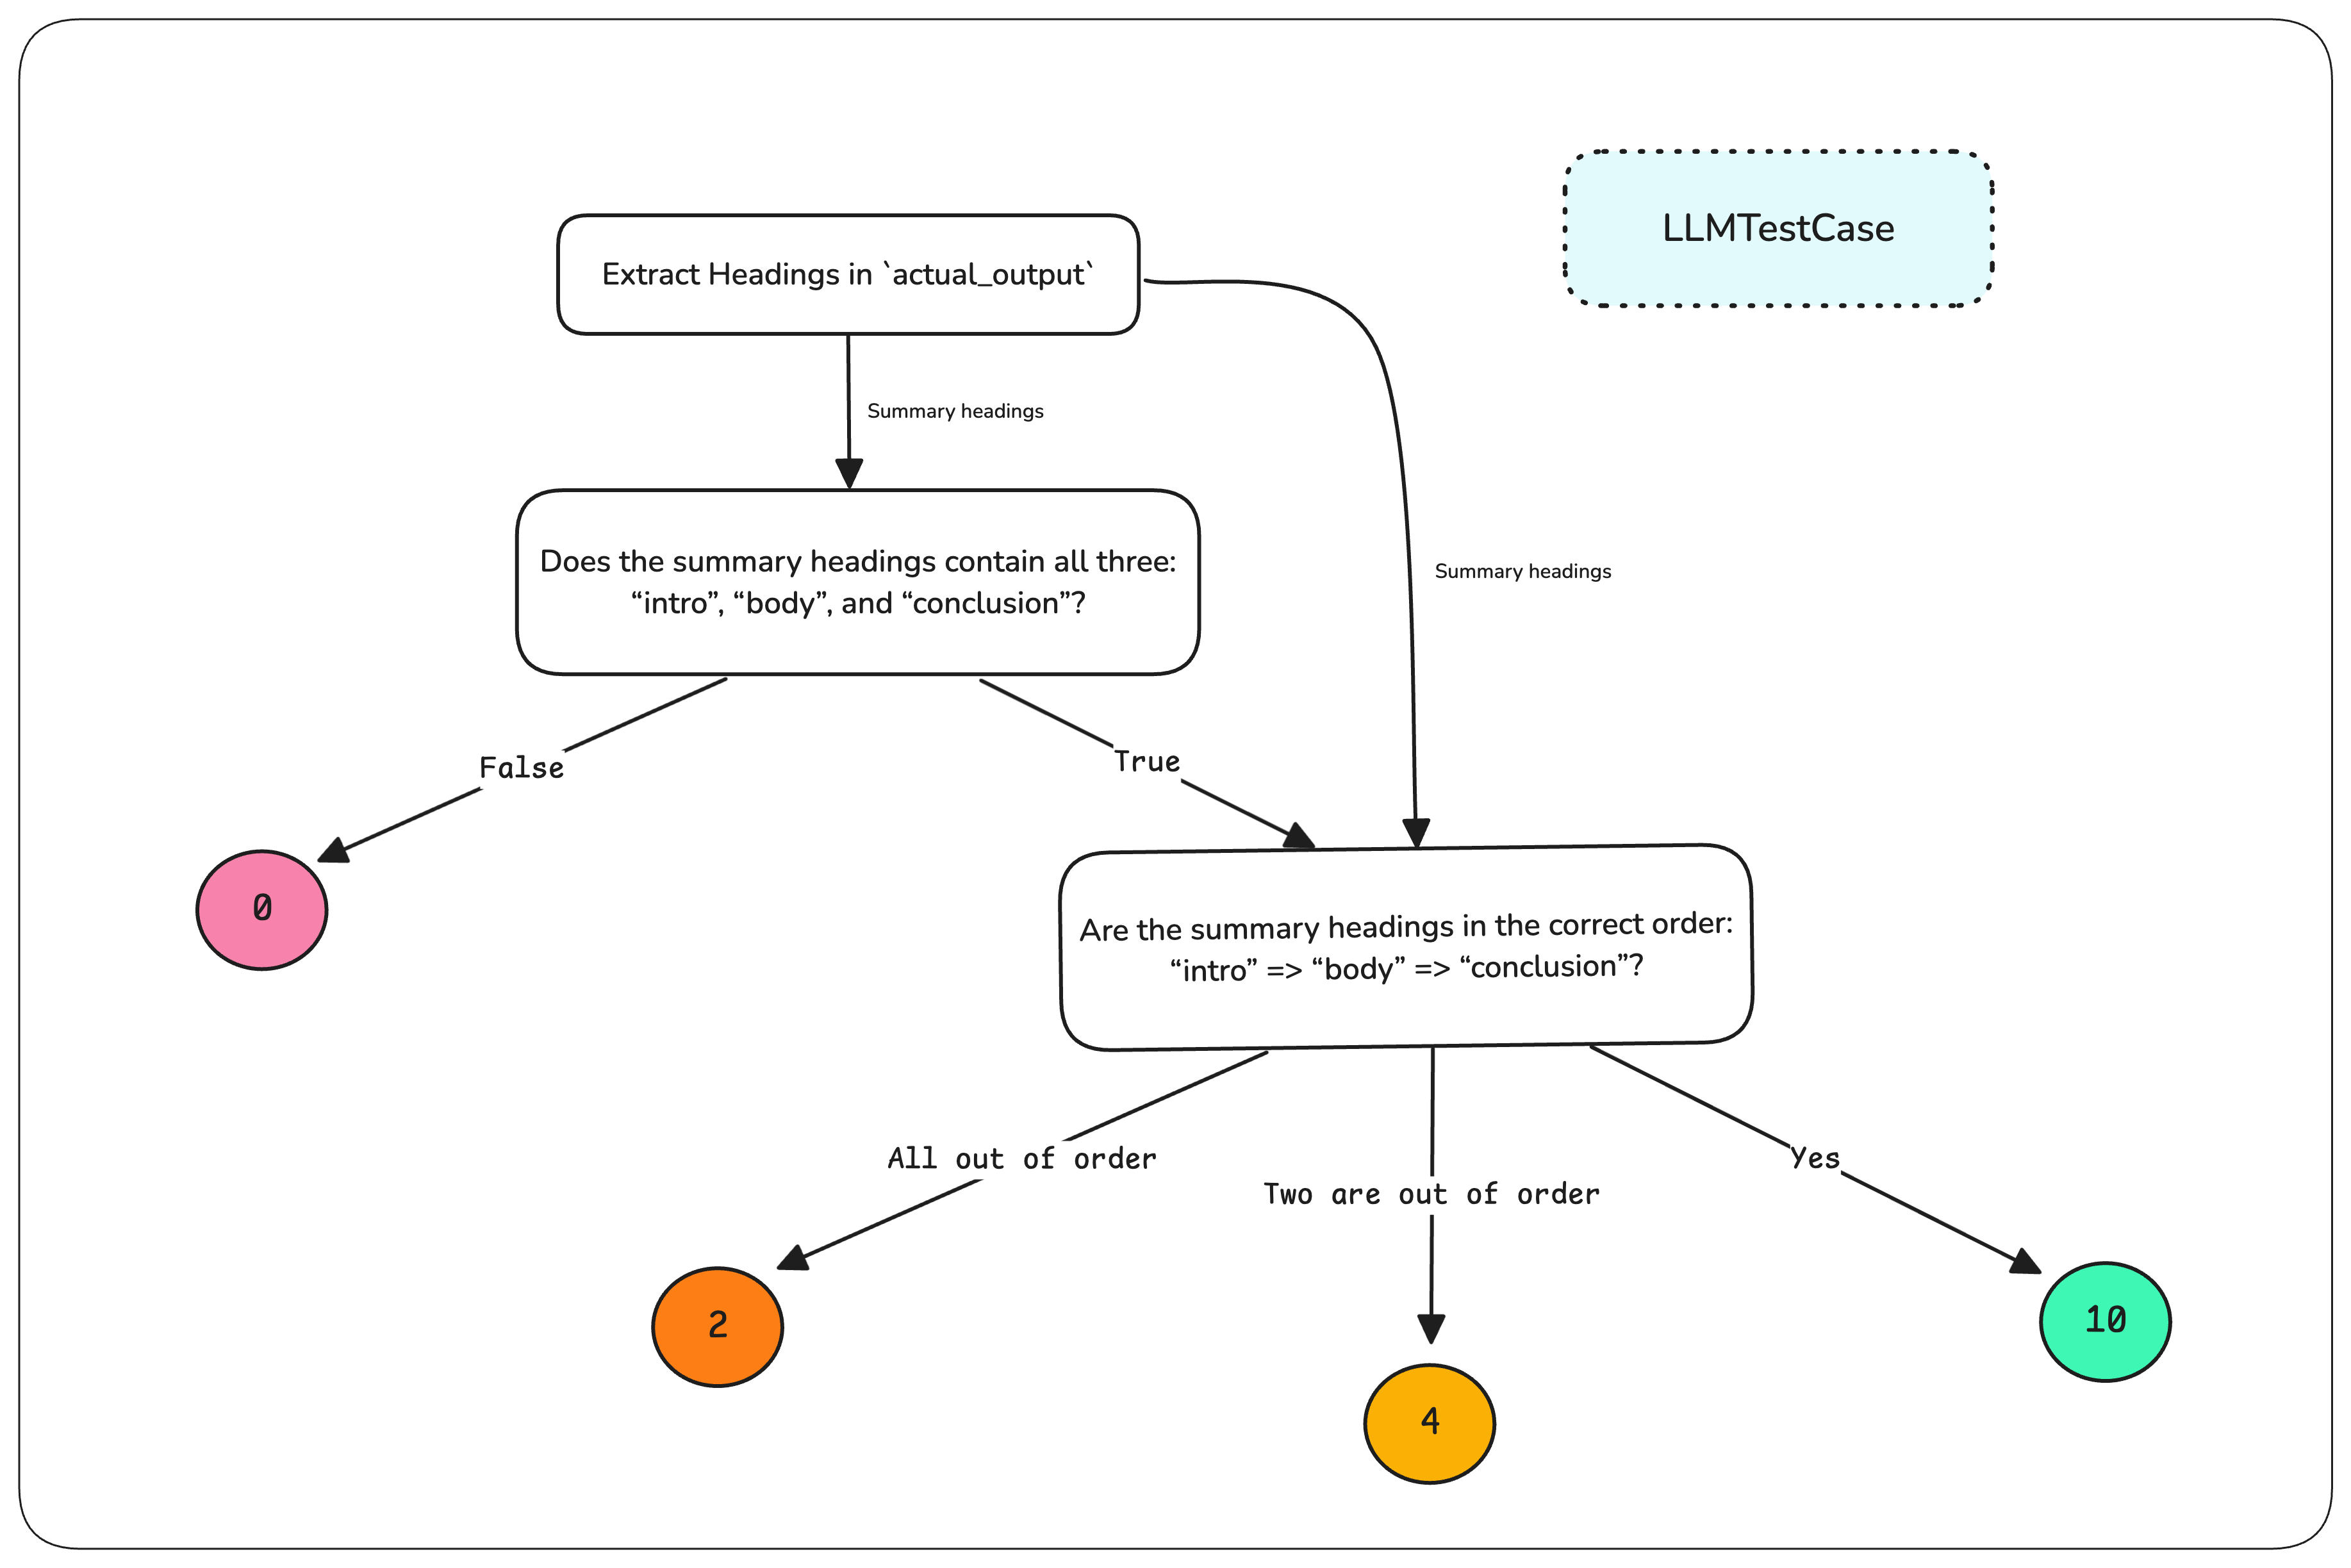 LLMTestCase
Extract Headings in `actual_output`
Summary headings
Does the summary headings contain all three:
“intro”, “body”, and “conclusion”?
Summary headings
False
True
0
Are the summary headings in the correct order:
“intro” => “body” => “conclusion”?
All out of order
Two are out of order
Yes
2
4
10